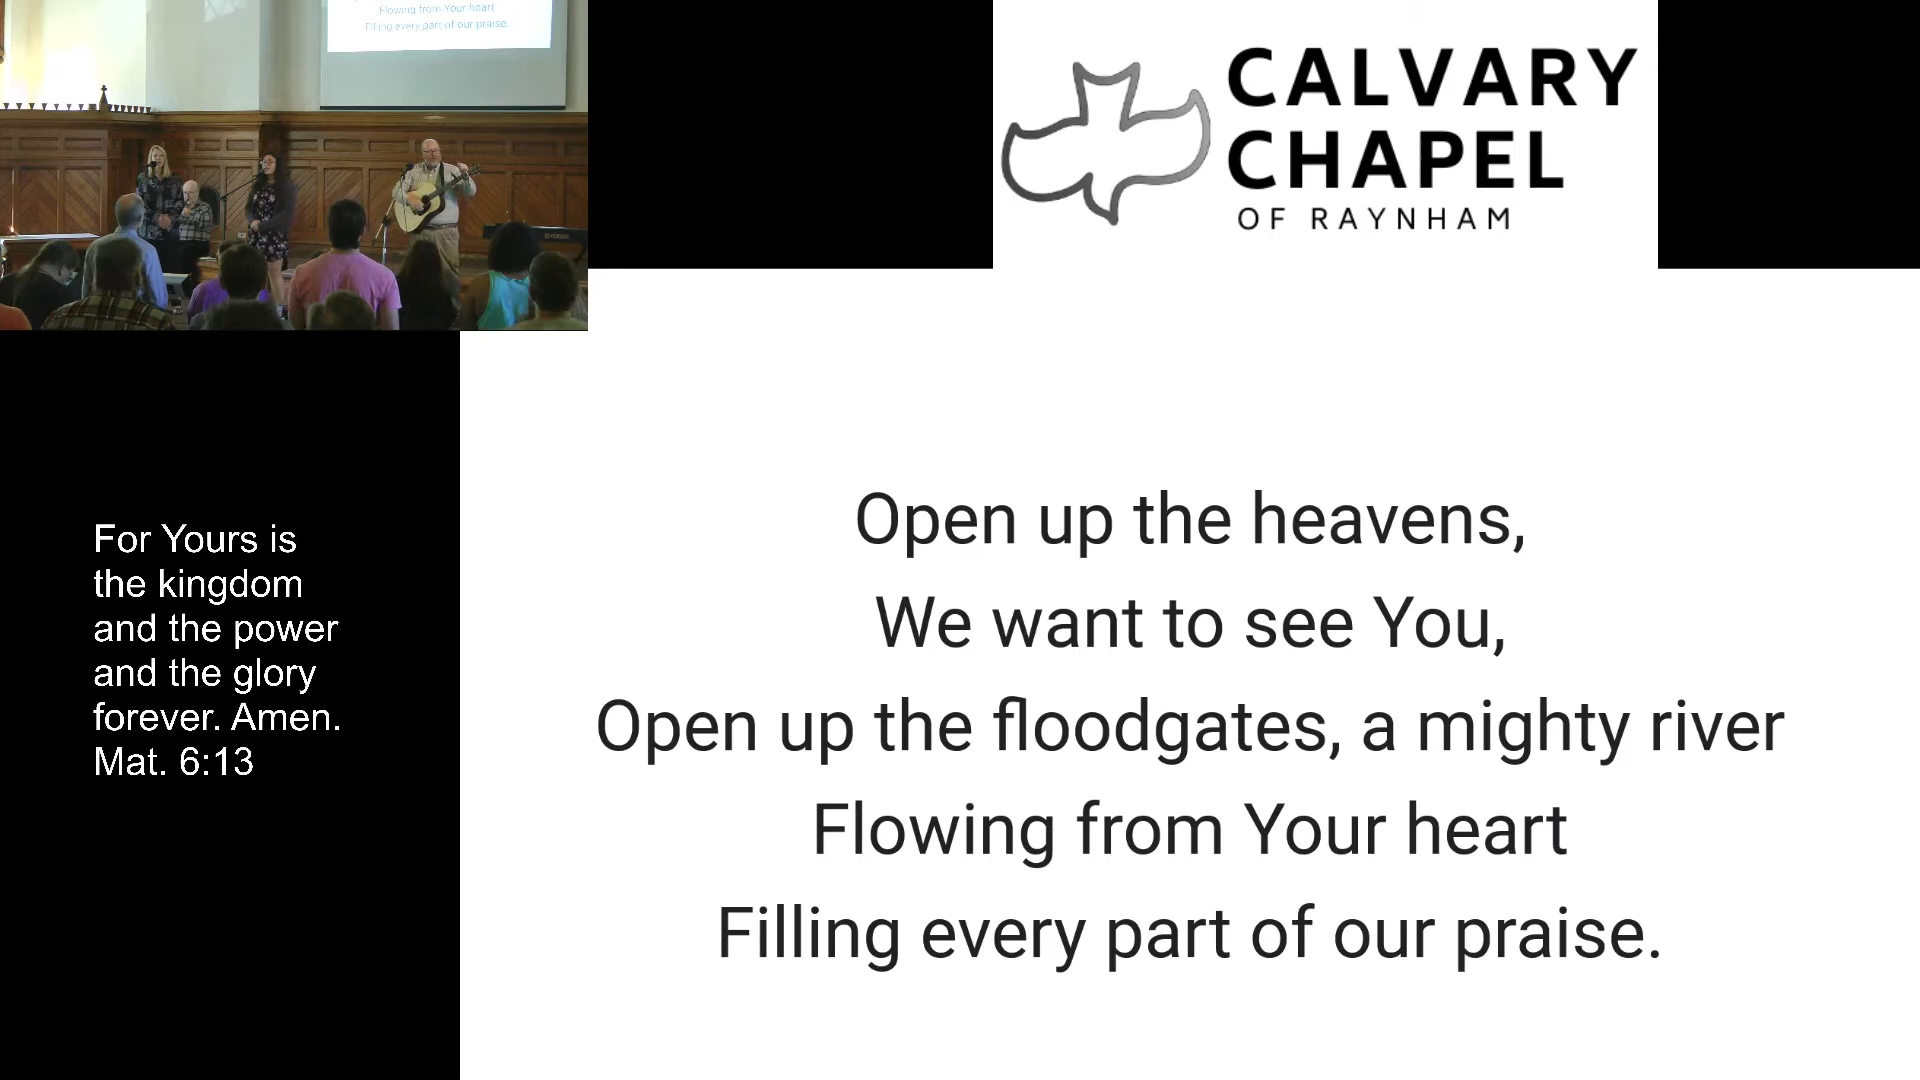 Flowing from Your heart
Filling every part of our praise.
CALVARY
CHAPEL
OF RAYNHAM
For Yours is
the kingdom
and the power
and the glory
forever. Amen.
Mat. 6:13
Open up the heavens,
We want to see You,
Open up the floodgates, a mighty river
Flowing from Your heart
Filling every part of our praise.